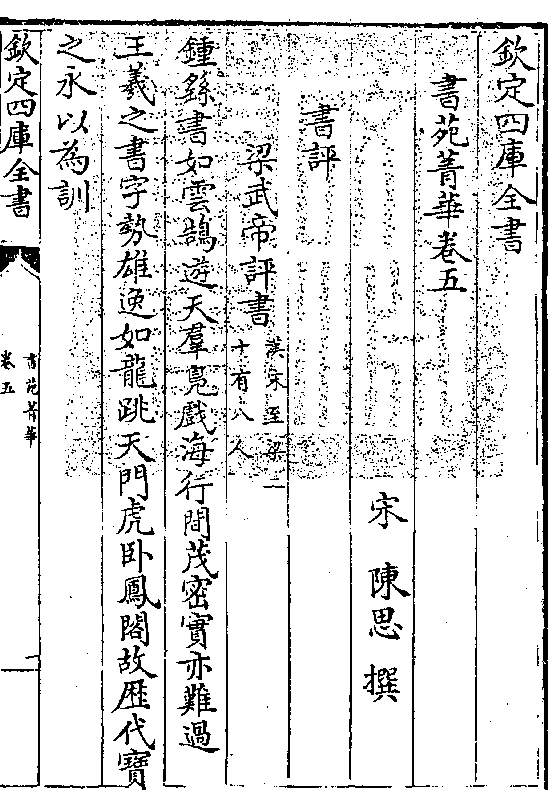 欽定四庫全書
書苑菁華卷五
宋 陳思 撰
書評
梁武帝評書
漢宋至梁二
十有八人
鍾繇書如雲鵠遊天羣鳧戲海行間茂密實亦難過
王羲之書字勢雄逸如龍跳天門虎卧鳳閣故歷代寶
之永以為訓
欽定四庫全書
書苑菁華
卷五
一